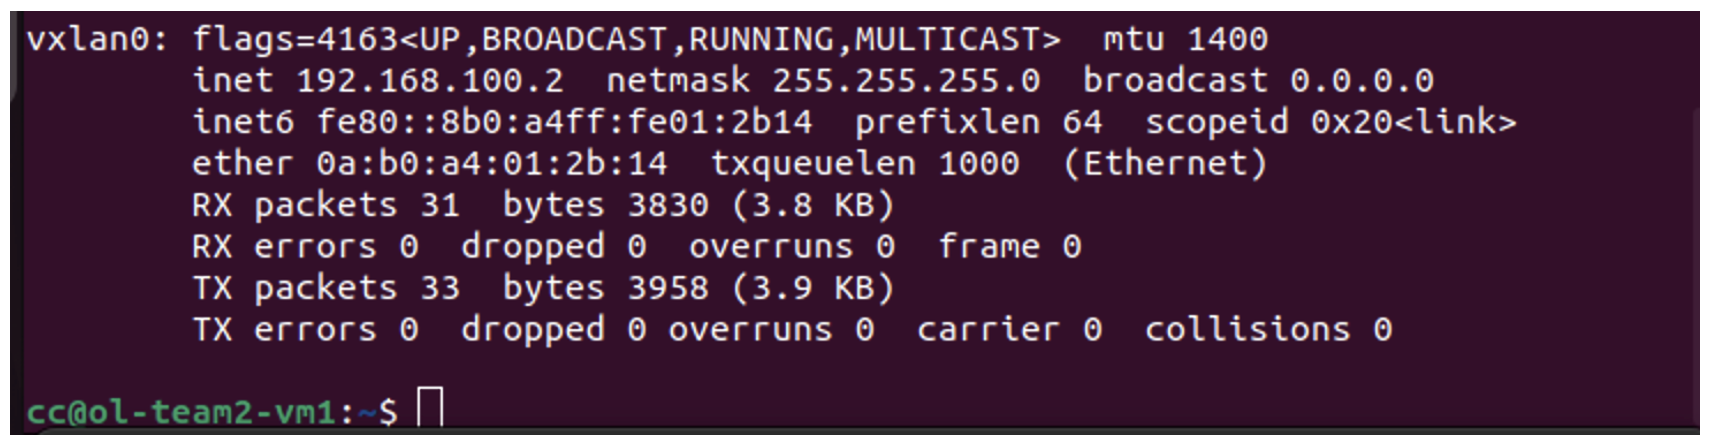 vxlan0: flags=4163<UP,BROADCAST,RUNNING,MULTICAST>  mtu 1400
        inet 192.168.100.2  netmask 255.255.255.0  broadcast 0.0.0.0
        inet6 fe80::8b0:a4ff:fe01:2b14  prefixlen 64  scopeid 0x20<link>
        ether 0a:b0:a4:01:2b:14  txqueuelen 1000  (Ethernet)
        RX packets 31  bytes 3830 (3.8 KB)
        RX errors 0  dropped 0  overruns 0  frame 0
        TX packets 33  bytes 3958 (3.9 KB)
        TX errors 0  dropped 0 overruns 0  carrier 0  collisions 0
cc@ol-team2-vm1:~$